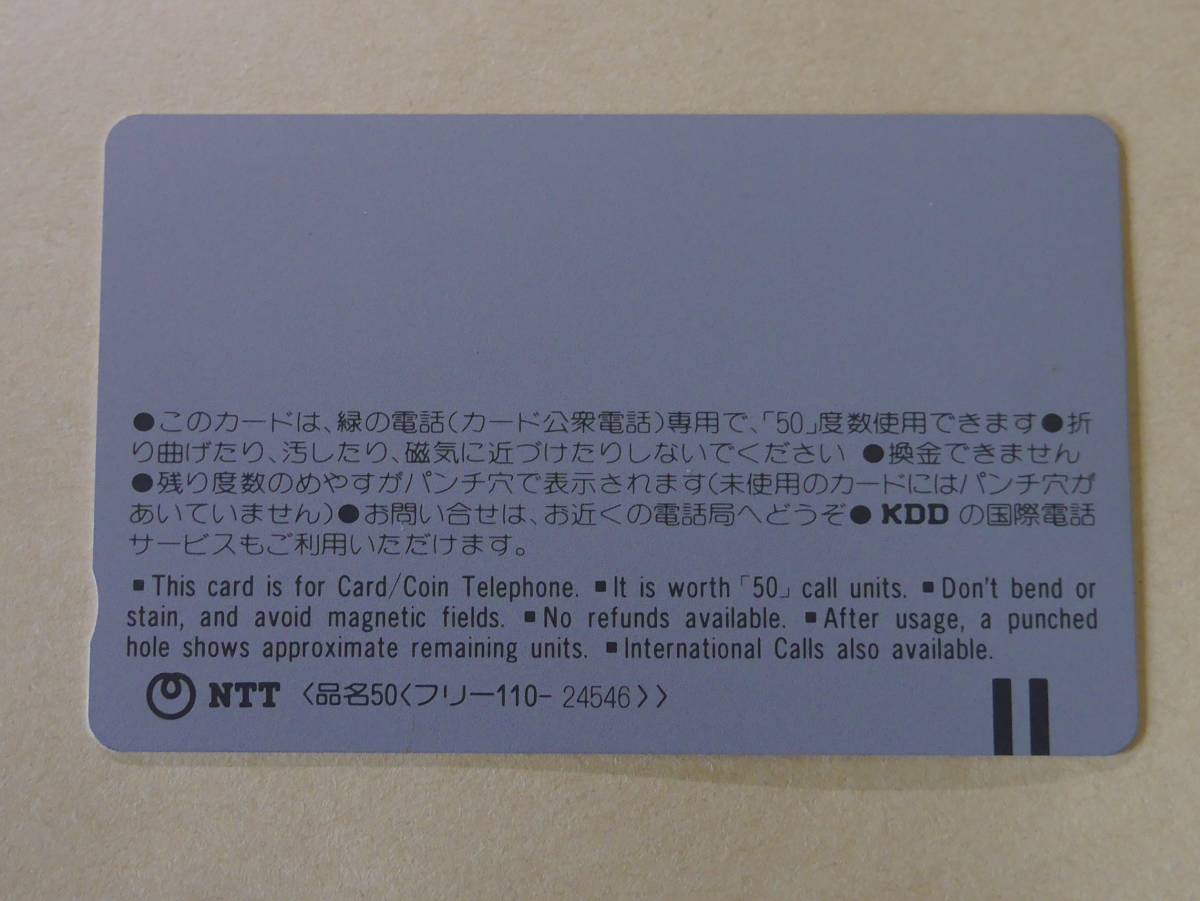 ●このカードは、緑の電話(カード公衆電話)専用で、「50」度数使用できます●折
り曲げたり、汚したり、磁気に近づけたりしないでください ●換金できません
●残り度数のめやすがパンチ穴で表示されます(未使用のカードにはパンチ穴が
あいていません)●お問い合せは、お近くの電話局へどうぞ● KDD の国際電話
サービスもご利用いただけます。
■This card is for Card/Coin Telephone. ■It is worth「50」call units. ■Don't bend or
stain, and avoid magnetic fields. ■No refunds available. ■After usage, a punched
hole shows approximate remaining units. ■International Calls also available.
NTT 〈品名50〈フリー110-24546〉〉